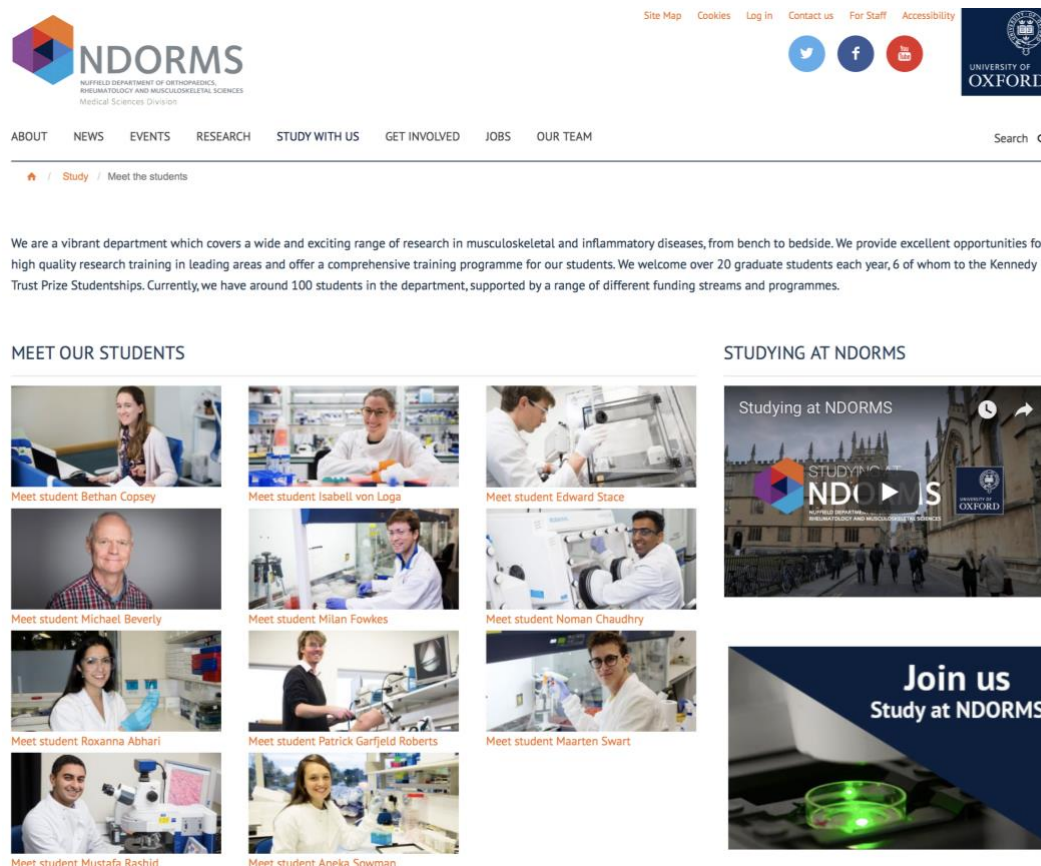 Site Map Cookies Log in Contact us For Staff Accessibility
NDORMS
NUFFIELD DEPARTMENT OF ORTHOPAEDICS,
RHEUMATOLOGY AND MUSCULOSKELETAL SCIENCES
Medical Sciences Division
You
Tube
UNIVERSITY OF
OXFORD
ABOUT NEWS EVENTS RESEARCH STUDY WITH US GET INVOLVED JOBS OUR TEAM
Search
/ Study / Meet the students
We are a vibrant department which covers a wide and exciting range of research in musculoskeletal and inflammatory diseases, from bench to bedside. We provide excellent opportunities fo
high quality research training in leading areas and offer a comprehensive training programme for our students. We welcome over 20 graduate students each year, 6 of whom to the Kennedy
Trust Prize Studentships. Currently, we have around 100 students in the department, supported by a range of different funding streams and programmes.
MEET OUR STUDENTS
Meet student Bethan Copsey
Meet student Isabell von Loga
Meet student Edward Stace
Meet student Michael Beverly
Meet student Milan Fowkes
Meet student Noman Chaudhry
Meet student Roxanna Abhari
Meet student Patrick Garfjeld Roberts
Meet student Maarten Swart
Meet student Mustafa Rashid
Meet student Aneka Sowman
STUDYING AT NDORMS
Studying at NDORMS
STUDYING AT
NDORMS
UNIVERSITY OF
OXFORD
Join us
Study at NDORMS